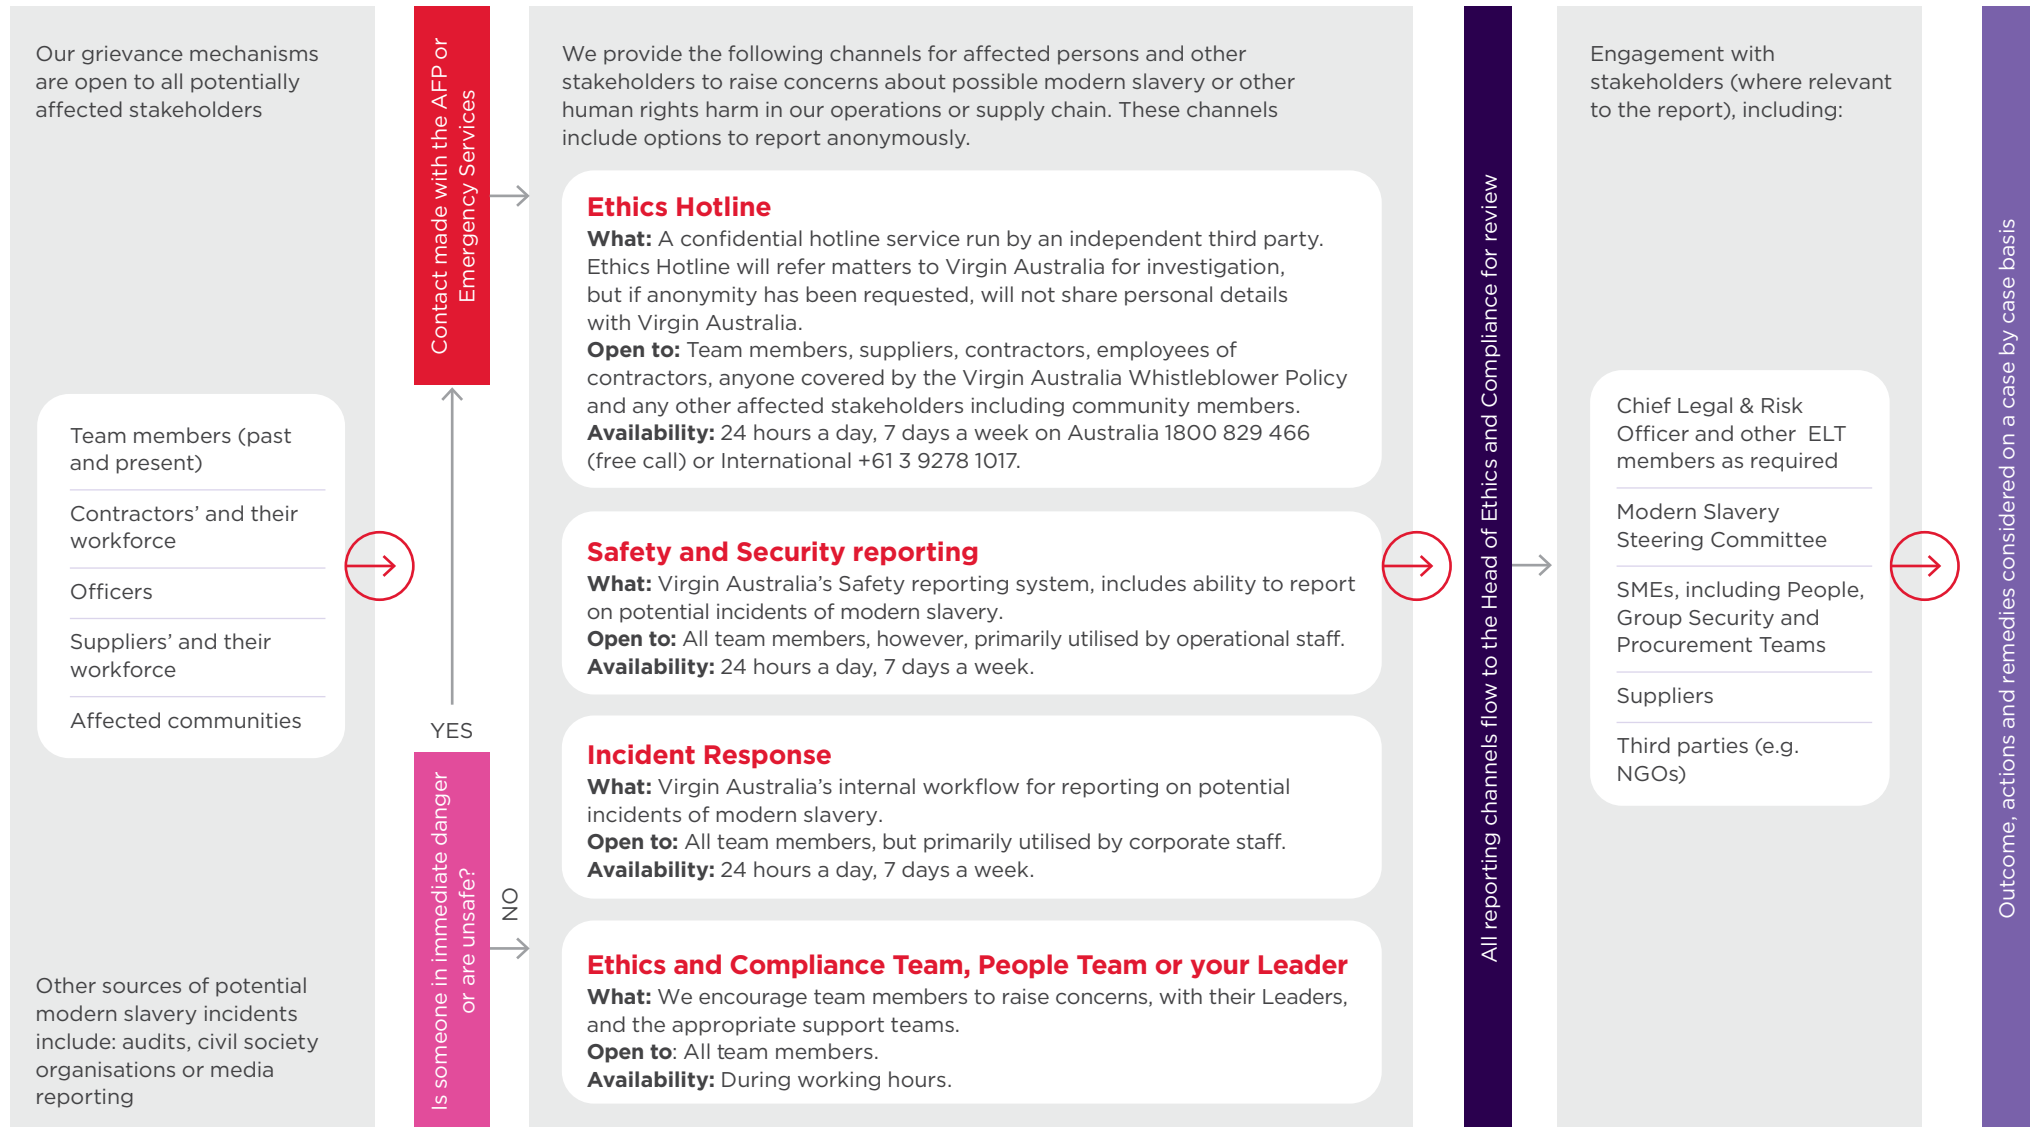 Our grievance mechanisms
are open to all potentially
affected stakeholders
Team members (past
and present)
Contractors’ and their
workforce
Officers
Suppliers’ and their
workforce
Affected communities
Other sources of potential
modern slavery incidents
include: audits, civil society
organisations or media
reporting
Contact made with the AFP or
Emergency Services
YES
Is someone in immediate danger
or are unsafe?
NO
We provide the following channels for affected persons and other
stakeholders to raise concerns about possible modern slavery or other
human rights harm in our operations or supply chain. These channels
include options to report anonymously.
Ethics Hotline
What: A confidential hotline service run by an independent third party.
Ethics Hotline will refer matters to Virgin Australia for investigation,
but if anonymity has been requested, will not share personal details
with Virgin Australia.
Open to: Team members, suppliers, contractors, employees of
contractors, anyone covered by the Virgin Australia Whistleblower Policy
and any other affected stakeholders including community members.
Availability: 24 hours a day, 7 days a week on Australia 1800 829 466
(free call) or International +61 3 9278 1017.
Safety and Security reporting
What: Virgin Australia’s Safety reporting system, includes ability to report
on potential incidents of modern slavery.
Open to: All team members, however, primarily utilised by operational staff.
Availability: 24 hours a day, 7 days a week.
Incident Response
What: Virgin Australia’s internal workflow for reporting on potential
incidents of modern slavery.
Open to: All team members, but primarily utilised by corporate staff.
Availability: 24 hours a day, 7 days a week.
Ethics and Compliance Team, People Team or your Leader
What: We encourage team members to raise concerns, with their Leaders,
and the appropriate support teams.
Open to: All team members.
Availability: During working hours.
All reporting channels flow to the Head of Ethics and Compliance for review
Engagement with
stakeholders (where relevant
to the report), including:
Chief Legal & Risk
Officer and other ELT
members as required
Modern Slavery
Steering Committee
SMEs, including People,
Group Security and
Procurement Teams
Suppliers
Third parties (e.g.
NGOs)
Outcome, actions and remedies considered on a case by case basis